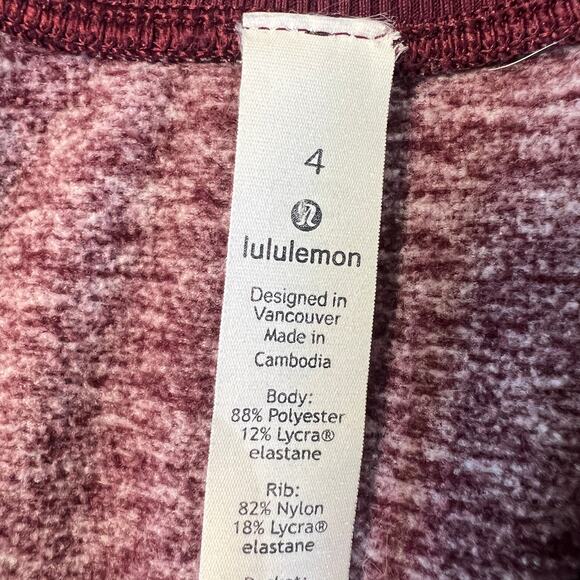 4
lululemon
Designed in
Vancouver
Made in
Cambodia
Body:
88% Polyester
12% Lycra®
elastane
Rib:
82% Nylon
18% Lycra®
elastane